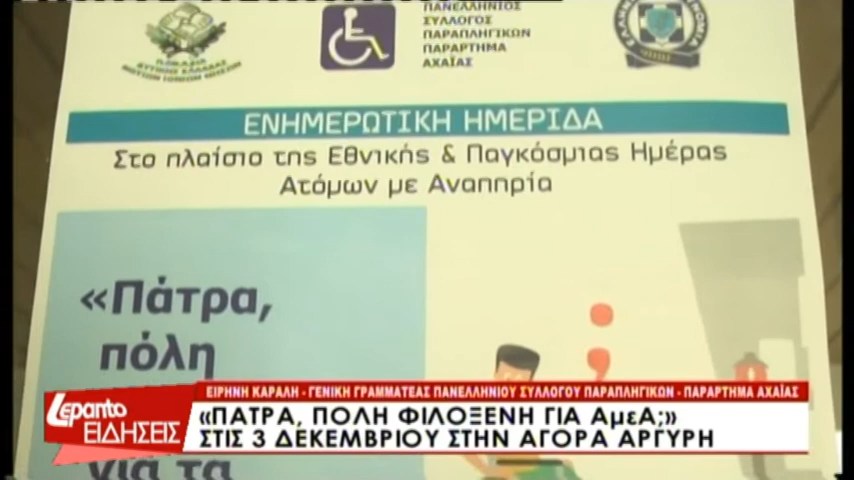 ΠΑΝΕΛΛΗΝΙΟΣ
ΣΥΛΛΟΓΟΣ
ΠΑΡΑΠΛΗΓΙΚΩΝ
ΠΑΡΑΡΤΗΜΑ
ΑΧΑΪΑΣ
ΕΝΗΜΕΡΩΤΙΚΗ ΗΜΕΡΙΔΑ
Στο πλαίσιο της Εθνικής & Παγκόσμιας Ημέρας
Ατόμων με Αναπηρία
«Πάτρα,
πόλη
για τα
;
Lepanto
ΕΙΔΗΣΕΙΣ
ΕΙΡΗΝΗ ΚΑΡΑΛΗ - ΓΕΝΙΚΗ ΓΡΑΜΜΑΤΕΑΣ ΠΑΝΕΛΛΗΝΙΟΥ ΣΥΛΛΟΓΟΥ ΠΑΡΑΠΛΗΓΙΚΩΝ - ΠΑΡΑΡΤΗΜΑ ΑΧΑΪΑΣ
«ΠΑΤΡΑ, ΠΟΛΗ ΦΙΛΟΞΕΝΗ ΓΙΑ ΑμεΑ;»
ΣΤΙΣ 3 ΔΕΚΕΜΒΡΙΟΥ ΣΤΗΝ ΑΓΟΡΑ ΑΡΓΥΡΗ